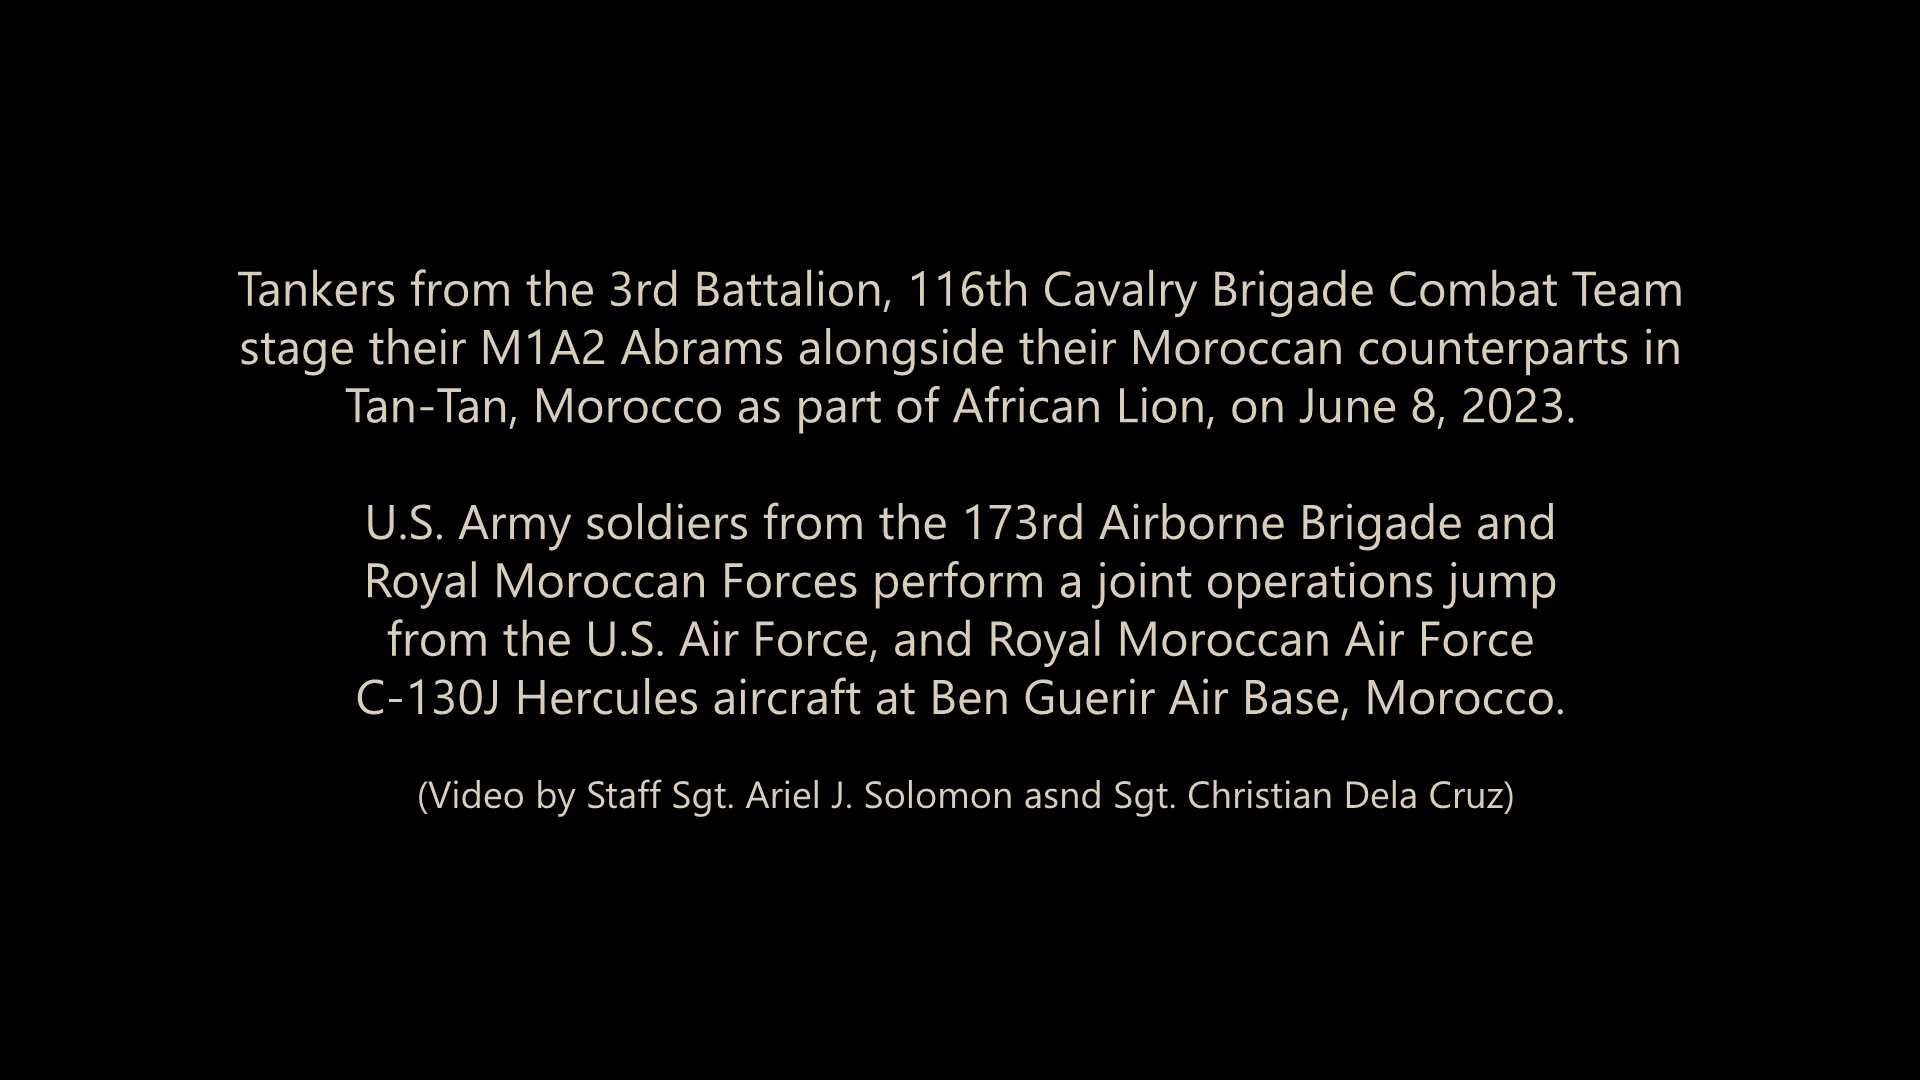 Tankers from the 3rd Battalion, 116th Cavalry Brigade Combat Team
stage their M1A2 Abrams alongside their Moroccan counterparts in
Tan-Tan, Morocco as part of African Lion, on June 8, 2023.
U.S. Army soldiers from the 173rd Airborne Brigade and
Royal Moroccan Forces perform a joint operations jump
from the U.S. Air Force, and Royal Moroccan Air Force
C-130J Hercules aircraft at Ben Guerir Air Base, Morocco.
(Video by Staff Sgt. Ariel J. Solomon asnd Sgt. Christian Dela Cruz)